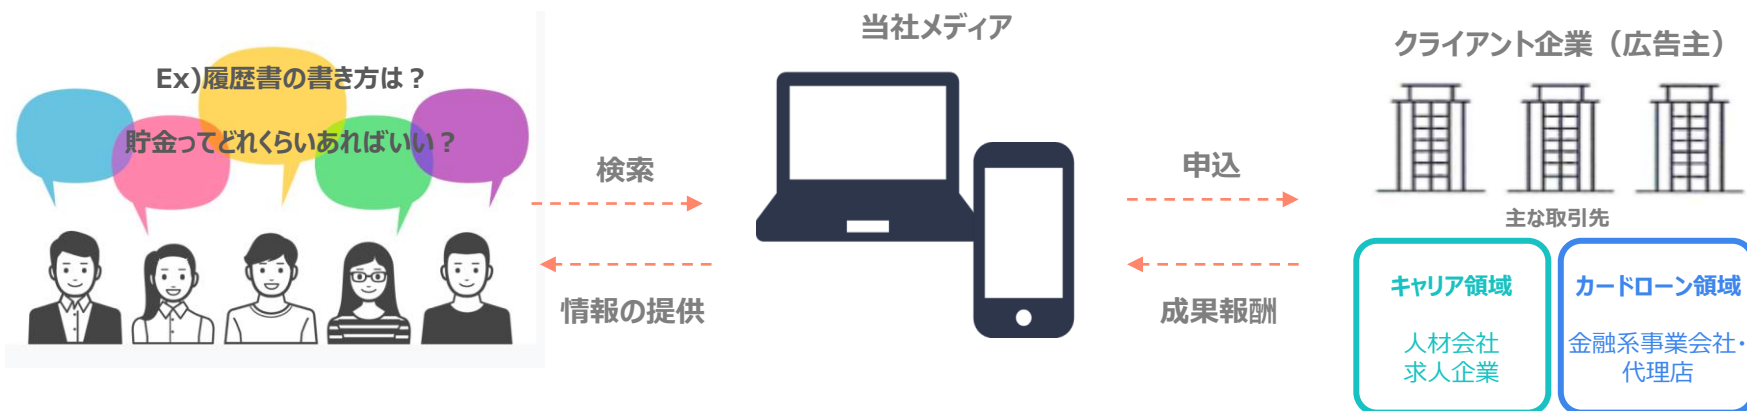 当社メディア
クライアント企業（広告主）
Ex)履歴書の書き方は？
貯金ってどれくらいあればいい？
検索
情報の提供
申込
成果報酬
主な取引先
キャリア領域
人材会社
求人企業
カードローン領域
金融系事業会社・
代理店